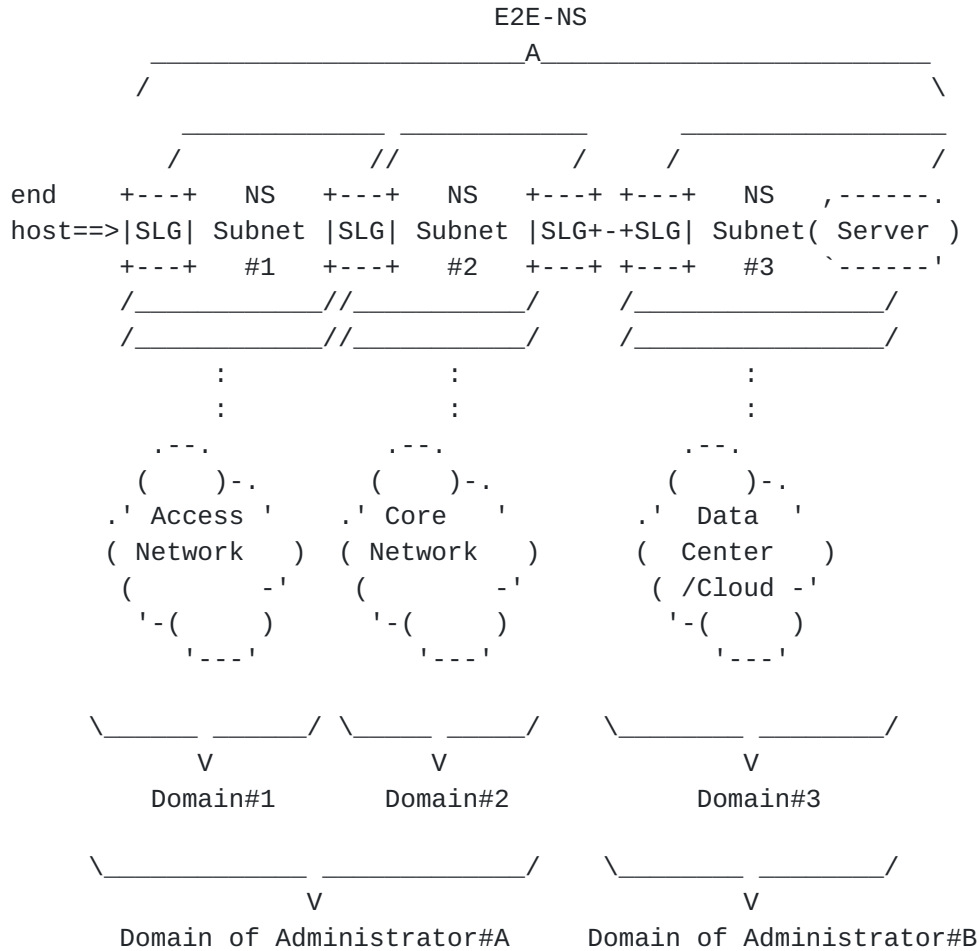 E2E-NS
A
end +---+ NS +---+ NS +---+ +---+ NS ,------.
host==>|SLG| Subnet |SLG| Subnet |SLG+-+SLG| Subnet( Server )
+---+ #1 +---+ #2 +---+ +---+ #3 `------'
: : :
: : :
.--. .--. .--.
( )-. ( )-. ( )-.
.' Access ' .' Core ' .' Data '
( Network ) ( Network ) ( Center )
( -' ( -' ( /Cloud -'
'-( ) '-( ) '-( )
'---' '---' '---'
V V V
Domain#1 Domain#2 Domain#3
V V
Domain of Administrator#A Domain of Administrator#B